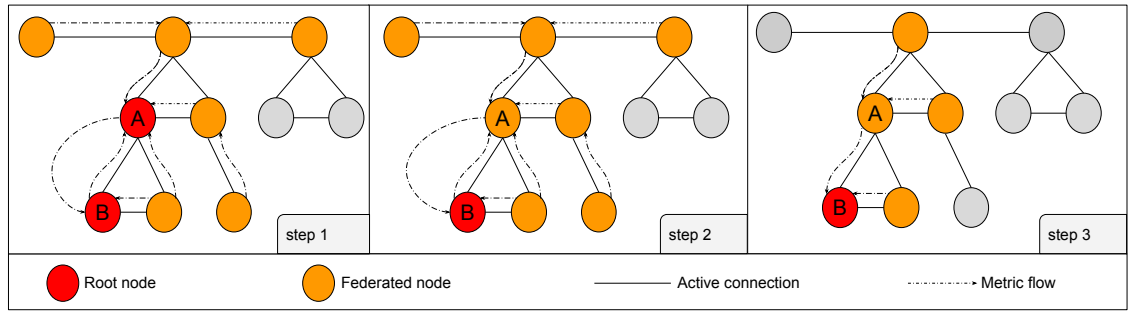 A
B
step 1
A
B
step 2
A
B
step 3
Root node
Federated node
Active connection
Metric flow